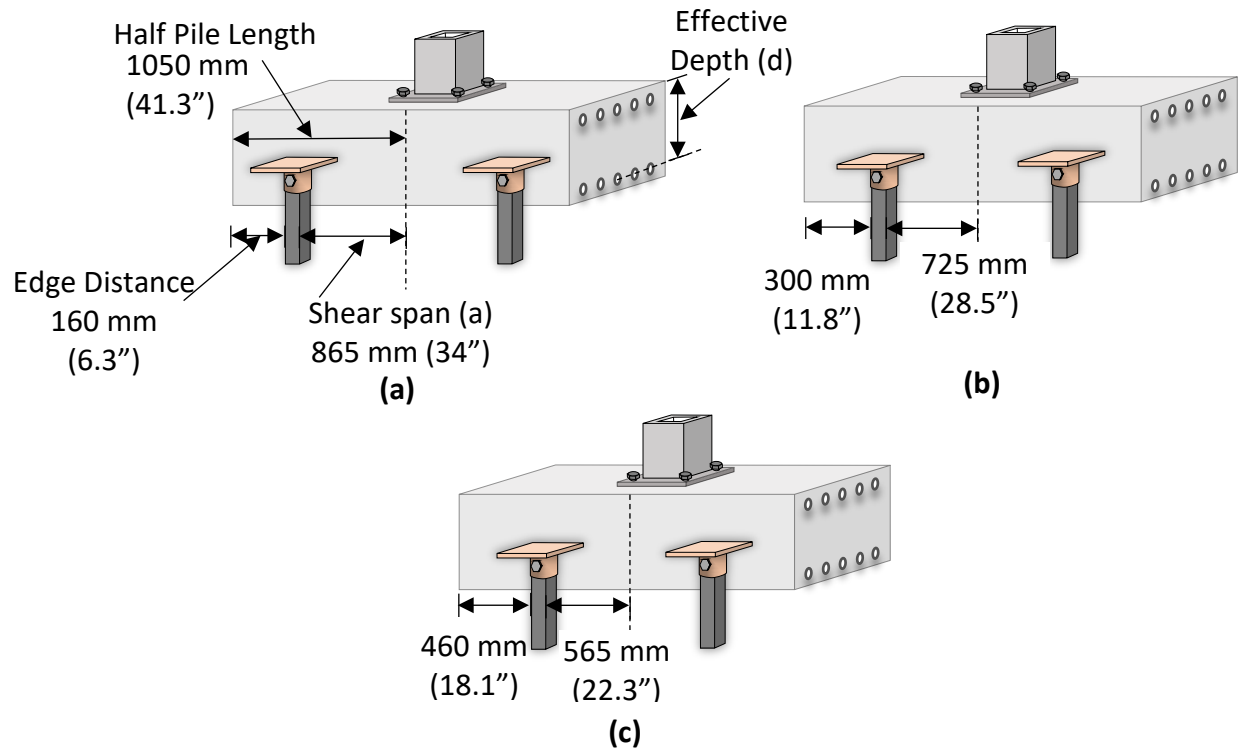 Half Pile Length
1050 mm
(41.3”)
Effective
Depth (d)
Edge Distance
160 mm
(6.3”)
Shear span (a)
865 mm (34”)
(a)
300 mm
(11.8”)
725 mm
(28.5”)
(b)
460 mm
(18.1”)
565 mm
(22.3”)
(c)